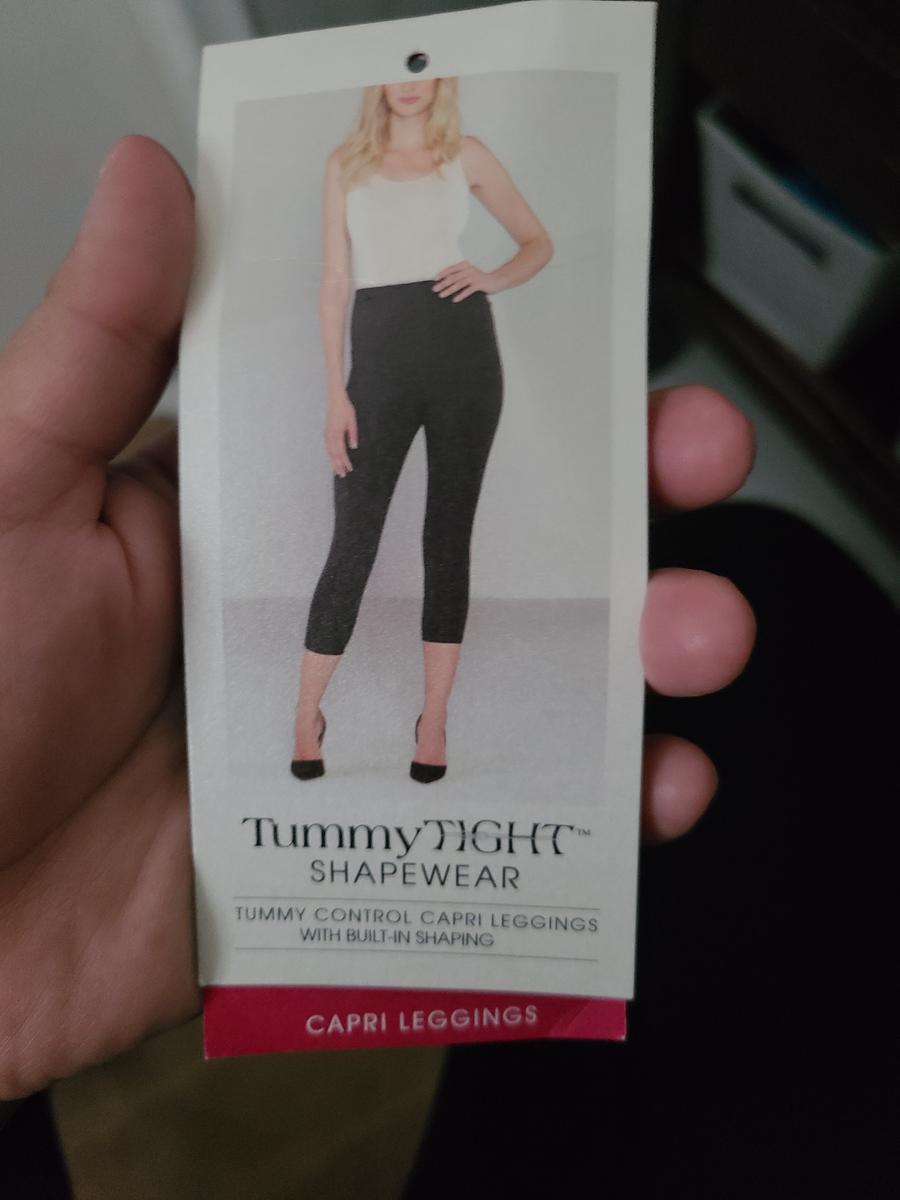 TummyTIGHT™
SHAPEWEAR
TUMMY CONTROL CAPRI LEGGINGS
WITH BUILT-IN SHAPING
CAPRI LEGGINGS